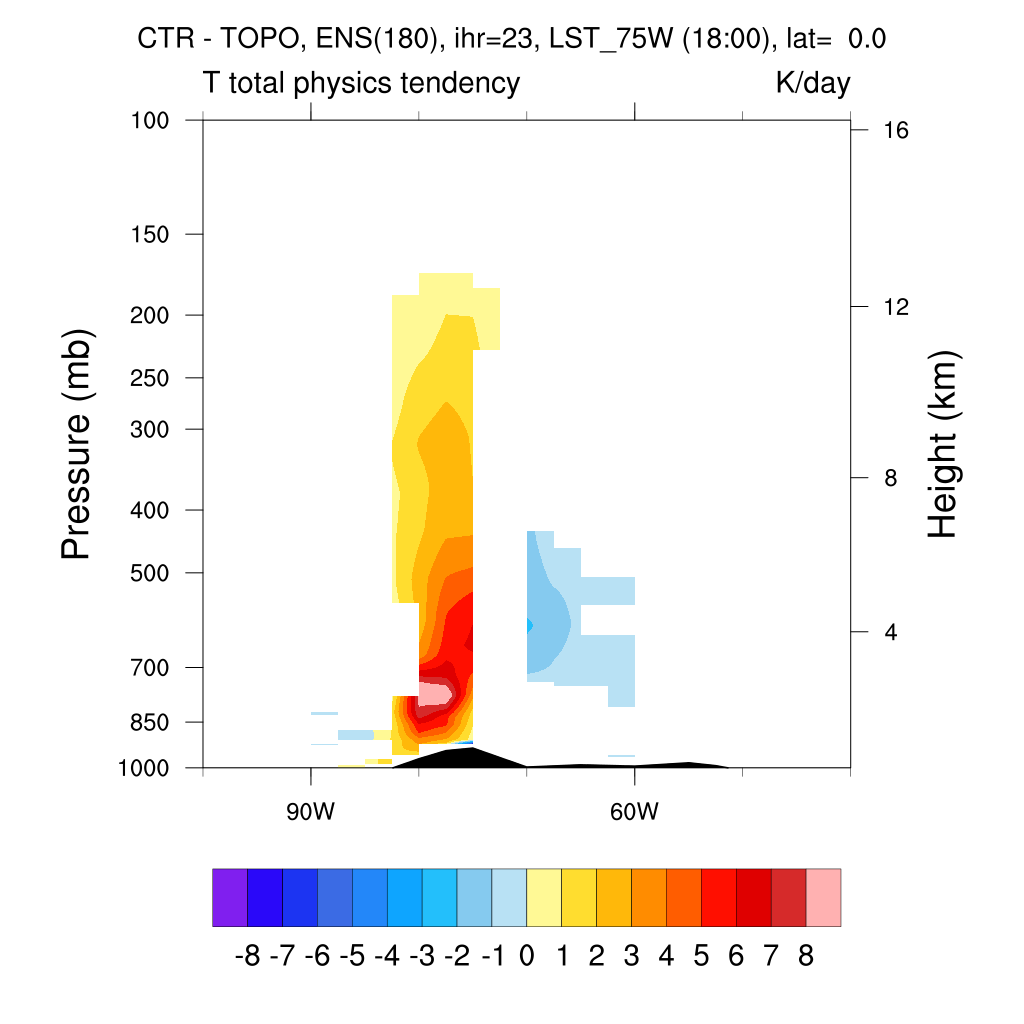 CTR - TOPO, ENS(180), ihr=23, LST_75W (18:00), lat=  0.0
T total physics tendency K/day
100
150
200
250
300
400
500
700
850
1000
Pressure (mb)
16
12
8
4
Height (km)
90W 60W
-8 -7 -6 -5 -4 -3 -2 -1 0 1 2 3 4 5 6 7 8